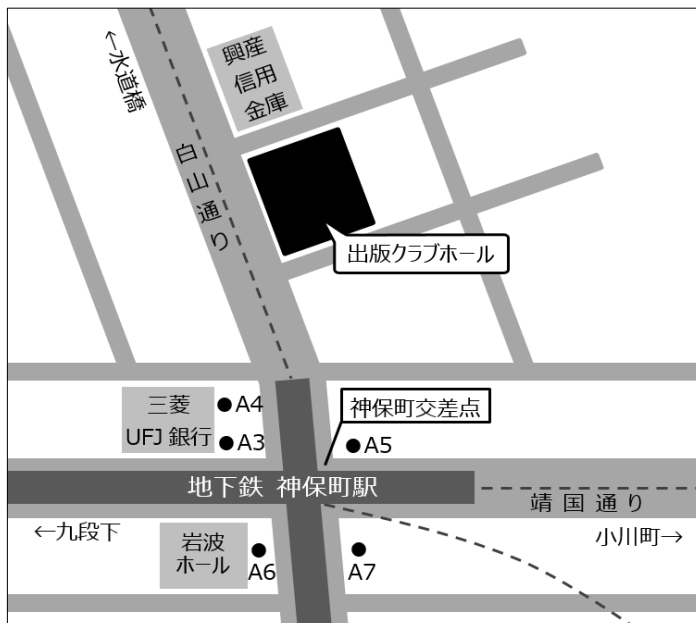 ←水道橋
興産
信用
金庫
白山通り
出版クラブホール
三菱
UFJ 銀行
A4
A3
神保町交差点
A5
地下鉄 神保町駅
靖国通り
←九段下
小川町→
岩波
ホール
A6
A7